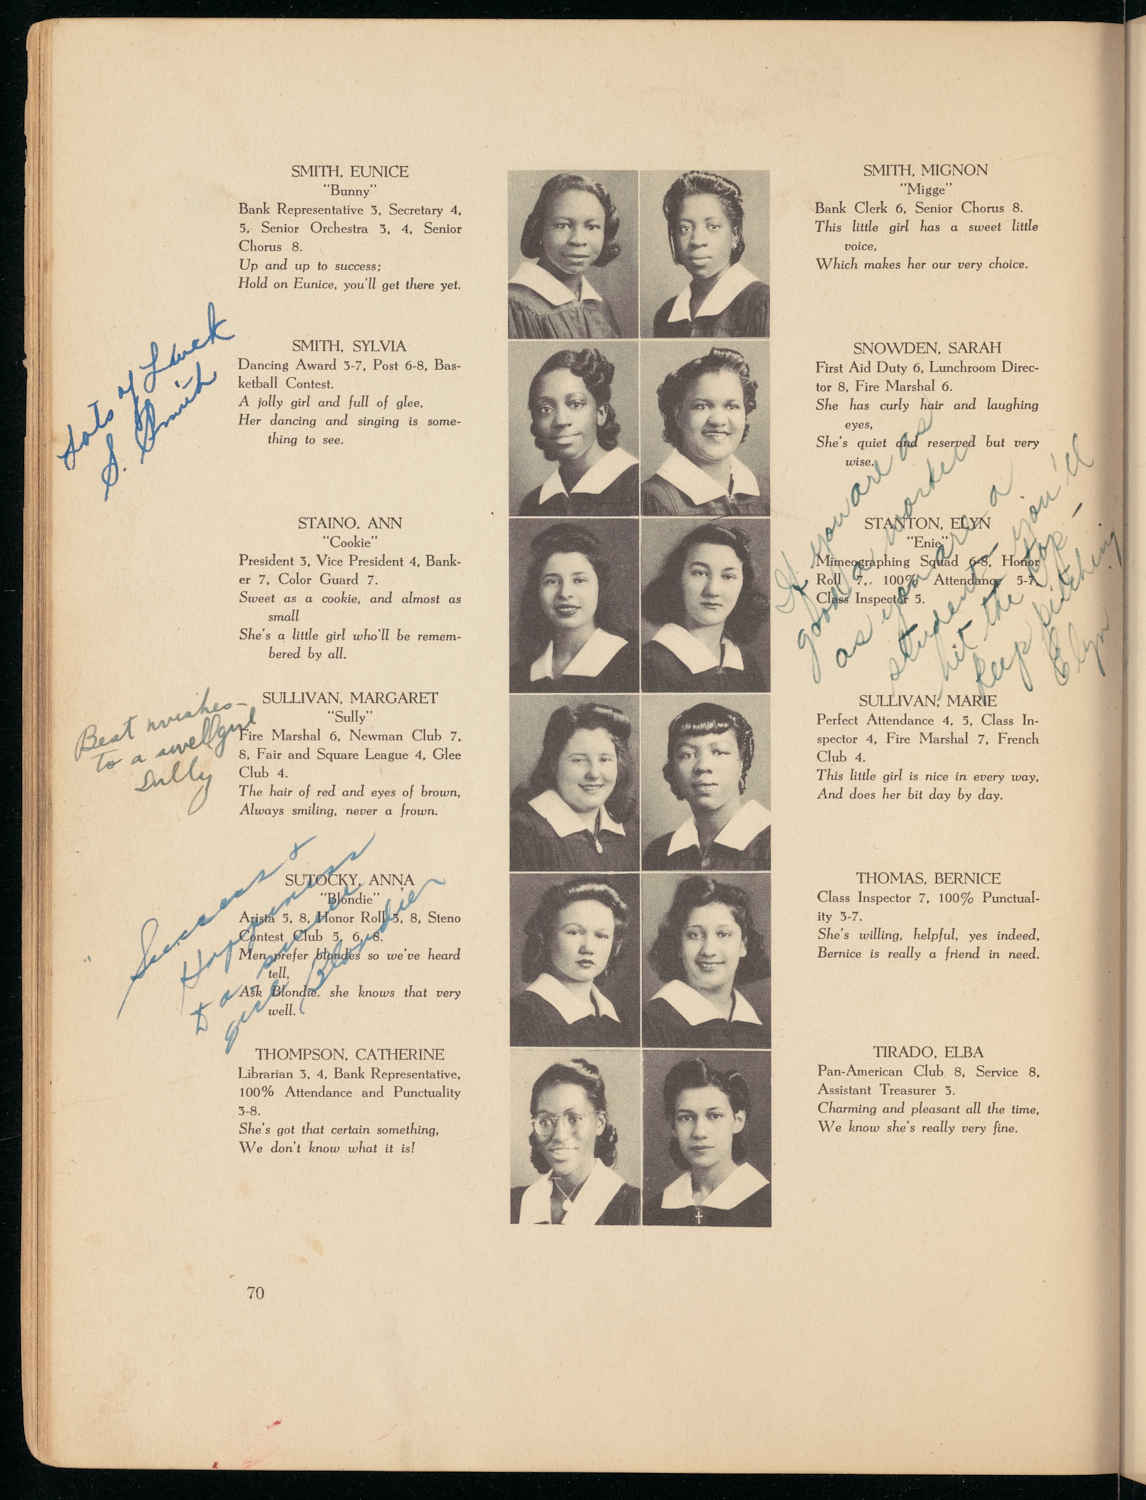 SMITH, EUNICE
"Bunny"
Bank Representative 3, Secretary 4,
5, Senior Orchestra 3, 4, Senior
Chorus 8.
Up and up to success;
Hold on Eunice, you'll get there yet.
SMITH, SYLVIA
Dancing Award 3-7, Post 6-8, Bas-
ketball Contest.
A jolly girl and full of glee,
Her dancing and singing is some-
thing to see.
Lots of Luck
S. Smith
STAINO, ANN
"Cookie"
President 3, Vice President 4, Bank-
er 7, Color Guard 7.
Sweet as a cookie, and almost as
small
She's a little girl who'll be remem-
bered by all.
SULLIVAN, MARGARET
"Sully"
Fire Marshal 6, Newman Club 7,
8, Fair and Square League 4, Glee
Club 4.
The hair of red and eyes of brown,
Always smiling, never a frown.
Best wishes-
to a swell girl
Sully
SUTOCKY, ANNA
"Blondie"
Arista 5, 8, Honor Roll 3, 8, Steno
Contest Club 5, 6, 8.
Men prefer blondes so we've heard
tell,
Ask Blondie, she knows that very
well.
Success &
Happiness
to a sweet
girl Blondie
THOMPSON, CATHERINE
Librarian 3, 4, Bank Representative,
100% Attendance and Punctuality
3-8.
She's got that certain something,
We don't know what it is!
SMITH, MIGNON
"Migge"
Bank Clerk 6, Senior Chorus 8.
This little girl has a sweet little
voice,
Which makes her our very choice.
SNOWDEN, SARAH
First Aid Duty 6, Lunchroom Direc-
tor 8, Fire Marshal 6.
She has curly hair and laughing
eyes,
She's quiet and reserved but very
wise.
STANTON, ELYN
"Enie"
Mimeographing Squad 6-8, Honor
Roll 7, 100% Attendance 5-7,
Class Inspector 5.
If you are as
good a worker
as you are a
student - you'll
hit the top -
keep pitching
Elyn
SULLIVAN, MARIE
Perfect Attendance 4, 5, Class In-
spector 4, Fire Marshal 7, French
Club 4.
This little girl is nice in every way,
And does her bit day by day.
THOMAS, BERNICE
Class Inspector 7, 100% Punctual-
ity 3-7.
She's willing, helpful, yes indeed,
Bernice is really a friend in need.
TIRADO, ELBA
Pan-American Club 8, Service 8,
Assistant Treasurer 3.
Charming and pleasant all the time,
We know she's really very fine.
70